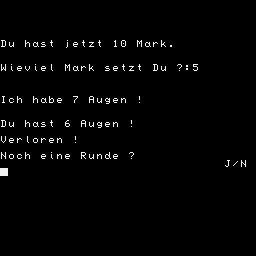 Du hast jetzt 10 Mark.
Wieviel Mark setzt Du ?:5
Ich habe 7 Augen !
Du hast 6 Augen !
Verloren !
Noch eine Runde ?
J/N